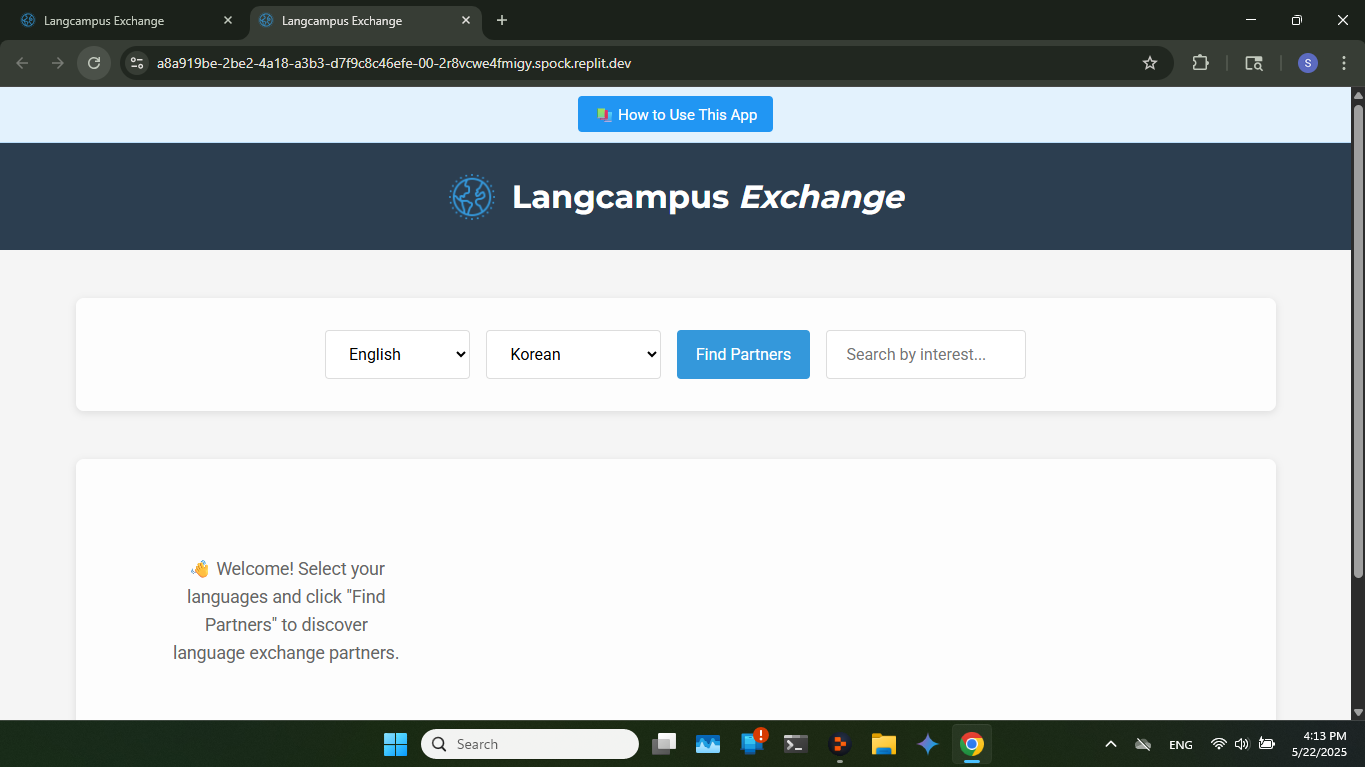 Langcampus Exchange
Langcampus Exchange
a8a919be-2be2-4a18-a3b3-d7f9c8c46efe-00-2r8vcwe4fmigy.spock.replit.dev
S
How to Use This App
Langcampus Exchange
English
Korean
Find Partners
Search by interest...
👋 Welcome! Select your
languages and click "Find
Partners" to discover
language exchange partners.
Search
ENG
4:13 PM
5/22/2025